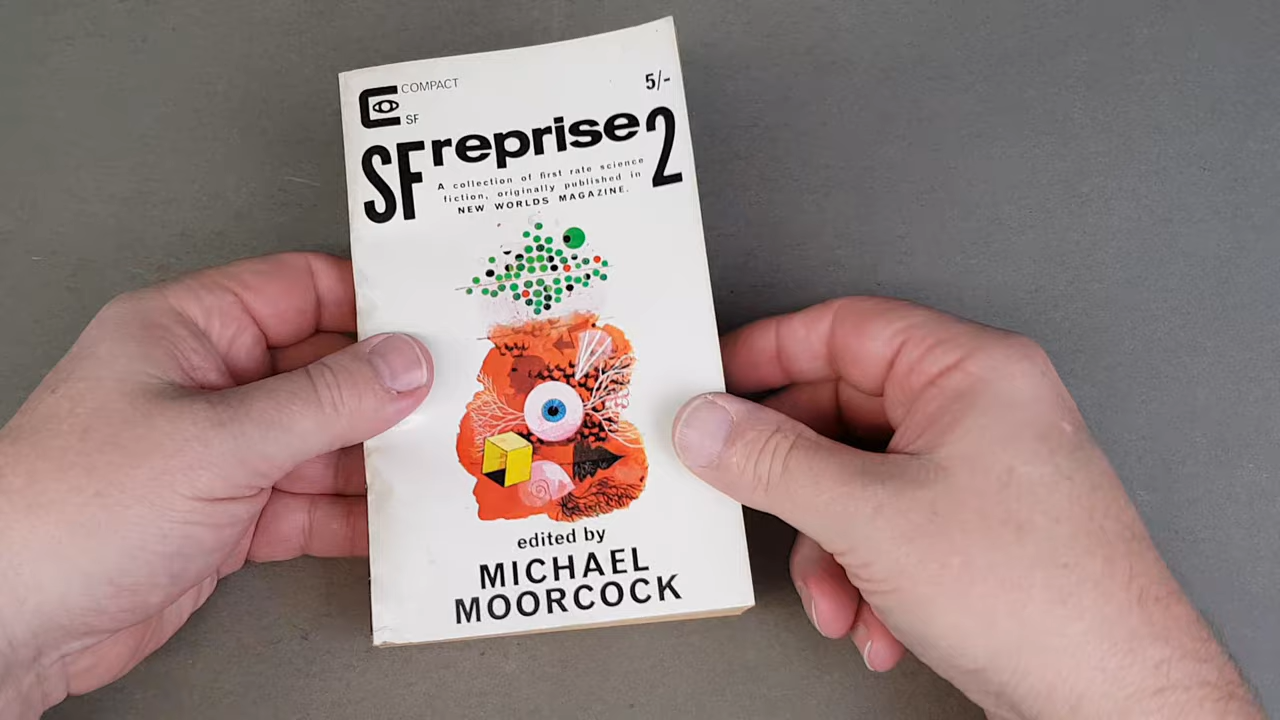 COMPACT
SF
5/-
SF reprise 2
A collection of first rate science
fiction, originally published in
NEW WORLDS MAGAZINE.
edited by
MICHAEL
MOORCOCK